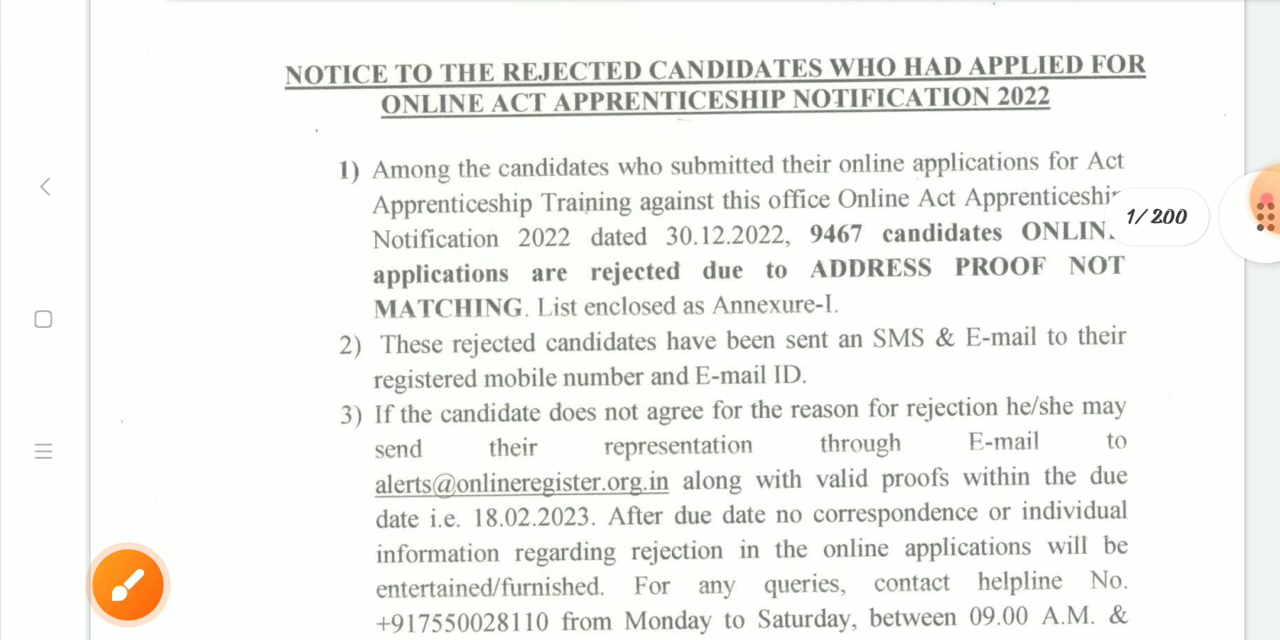 NOTICE TO THE REJECTED CANDIDATES WHO HAD APPLIED FOR
ONLINE ACT APPRENTICESHIP NOTIFICATION 2022
1) Among the candidates who submitted their online applications for Act
Apprenticeship Training against this office Online Act Apprenticeship
1/200
Notification 2022 dated 30.12.2022, 9467 candidates ONLINE
applications are rejected due to ADDRESS PROOF NOT
MATCHING. List enclosed as Annexure-I.
2) These rejected candidates have been sent an SMS & E-mail to their
registered mobile number and E-mail ID.
3) If the candidate does not agree for the reason for rejection he/she may
send their representation through E-mail to
alerts@onlineregister.org.in along with valid proofs within the due
date i.e. 18.02.2023. After due date no correspondence or individual
information regarding rejection in the online applications will be
entertained/furnished. For any queries, contact helpline No.
+917550028110 from Monday to Saturday, between 09.00 A.M. &